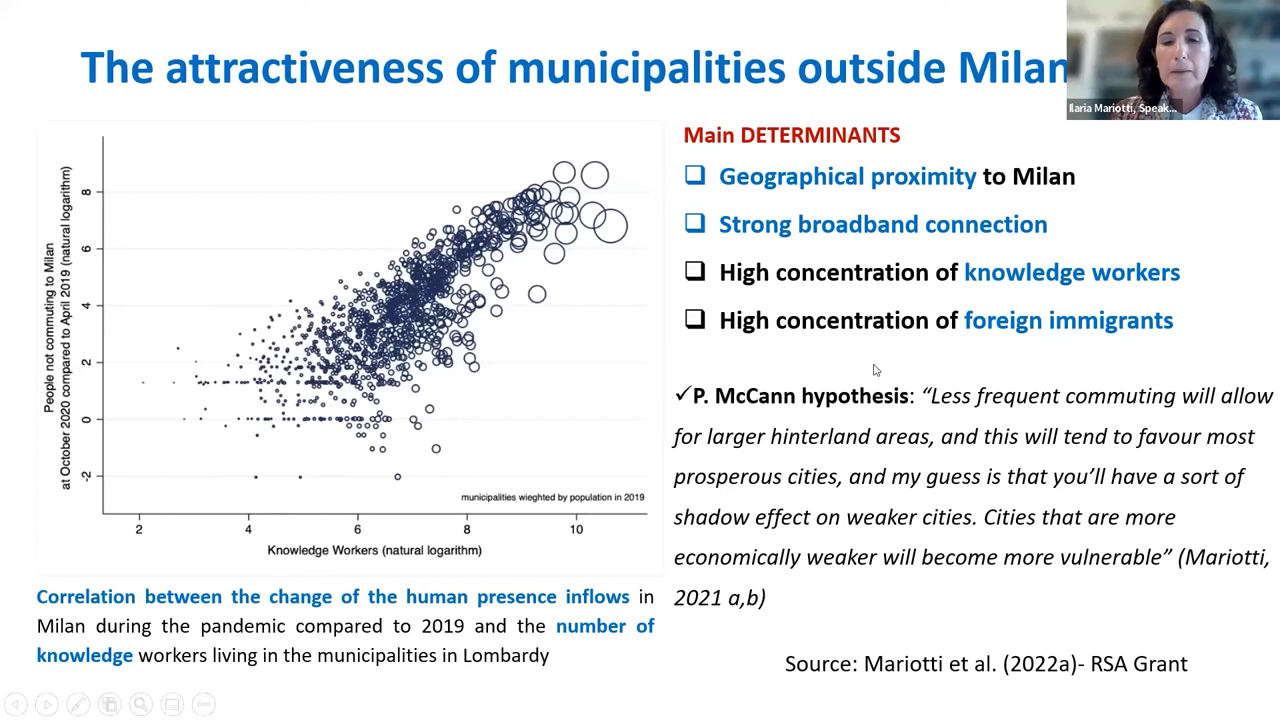 The attractiveness of municipalities outside Milan
Ilaria Mariotti, Speak...
People not commuting to Milan
at October 2020 compared to April 2019 (natural logarithm)
8
6
4
2
0
-2
municipalities wieghted by population in 2019
2 4 6 8 10
Knowledge Workers (natural logarithm)
Correlation between the change of the human presence inflows in
Milan during the pandemic compared to 2019 and the number of
knowledge workers living in the municipalities in Lombardy
Main DETERMINANTS
Geographical proximity to Milan
Strong broadband connection
High concentration of knowledge workers
High concentration of foreign immigrants
✓P. McCann hypothesis: “Less frequent commuting will allow
for larger hinterland areas, and this will tend to favour most
prosperous cities, and my guess is that you’ll have a sort of
shadow effect on weaker cities. Cities that are more
economically weaker will become more vulnerable” (Mariotti,
2021 a,b)
Source: Mariotti et al. (2022a)- RSA Grant